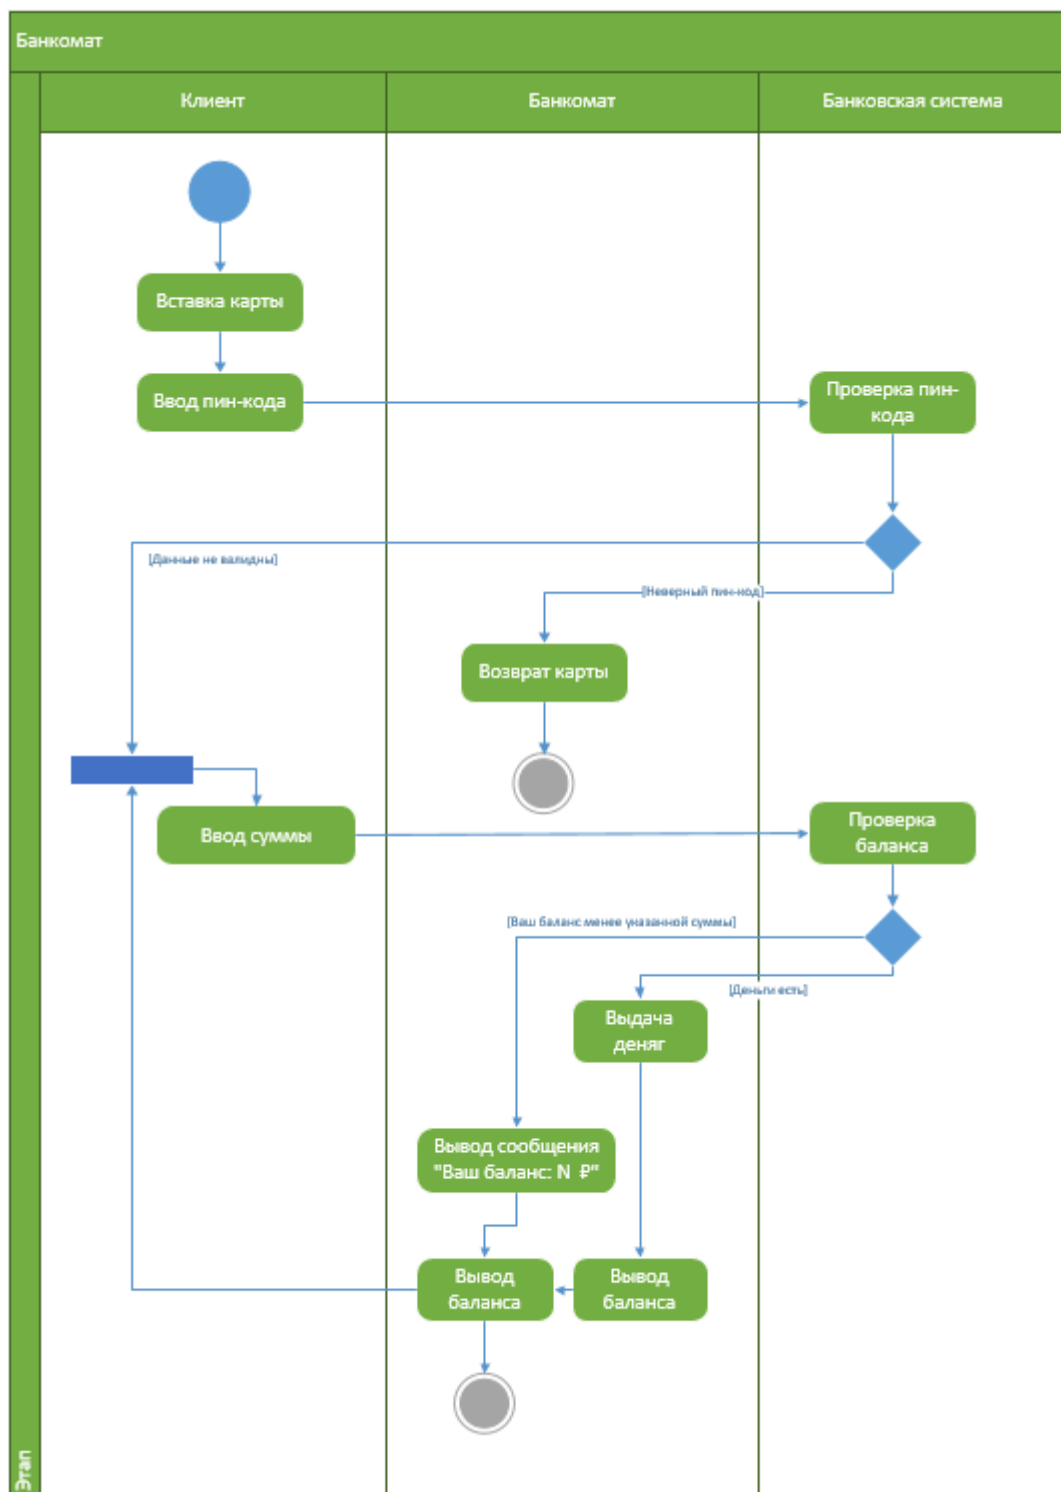 Банкомат
Клиент
Банкомат
Банковская система
Вставка карты
Ввод пин-кода
Проверка пин-
кода
[Данные не валидны]
[Неверный пин-код]
Возврат карты
Ввод суммы
Проверка
баланса
[Ваш баланс менее указанной суммы]
[Деньги есть]
Выдача
деняг
Вывод сообщения
"Ваш баланс: N ₽"
Вывод
баланса
Вывод
баланса
Этап